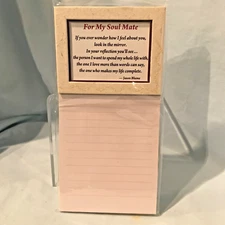 For My Soul Mate
If you ever wonder how I feel about you,
look in the mirror.
In your reflection you'll see...
the person I want to spend my whole life with,
the one I love more than words can say,
the one who makes my life complete.